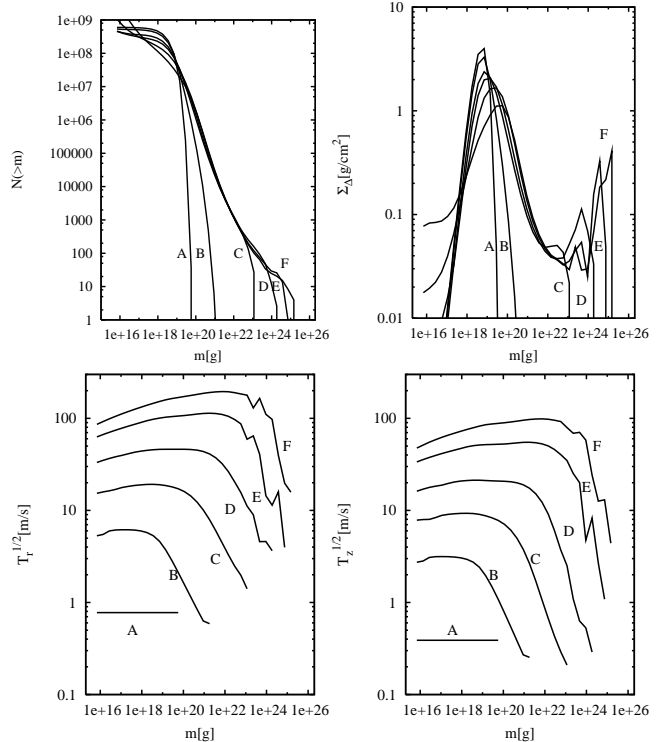 1e+09
1e+08
1e+07
1e+06
100000
10000
1000
100
10
1
N(>m)
A
B
C
D
E
F
1e+16 1e+18 1e+20 1e+22 1e+24 1e+26
m[g]
10
1
0.1
0.01
Σ_Δ[g/cm²]
A
B
C
D
E
F
1e+16 1e+18 1e+20 1e+22 1e+24 1e+26
m[g]
100
10
1
0.1
T_r^{1/2}[m/s]
A
B
C
D
E
F
1e+16 1e+18 1e+20 1e+22 1e+24 1e+26
m[g]
100
10
1
0.1
T_z^{1/2}[m/s]
A
B
C
D
E
F
1e+16 1e+18 1e+20 1e+22 1e+24 1e+26
m[g]